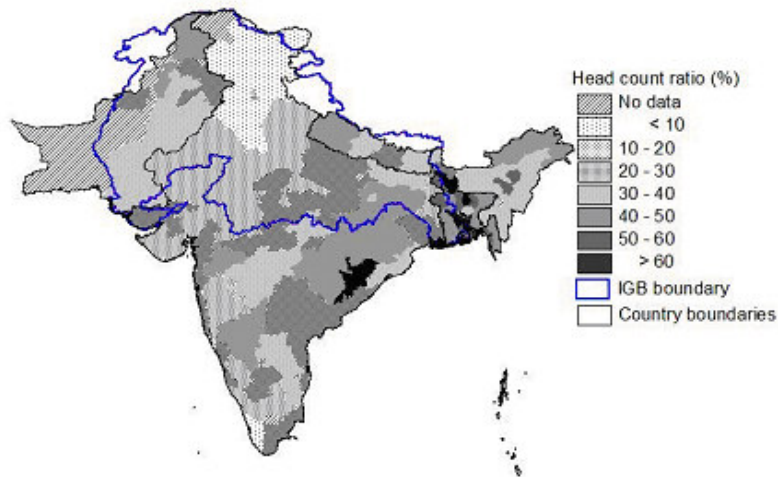 Head count ratio (%)
No data
< 10
10 - 20
20 - 30
30 - 40
40 - 50
50 - 60
> 60
IGB boundary
Country boundaries